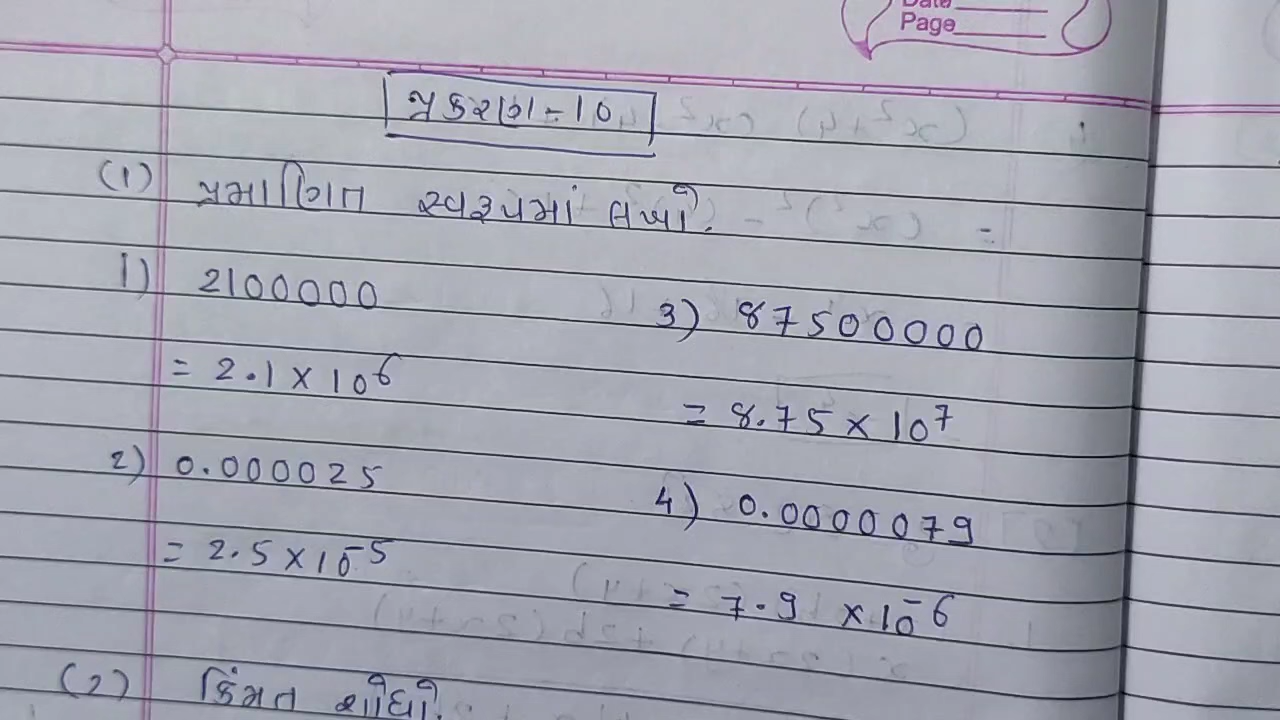 Date
Page
પ્રકરણ - 10
(1) પ્રમાણિત સ્વરૂપમાં લખો.
1) 2100000
= 2.1 × 10⁶
2) 0.000025
= 2.5 × 10⁻⁵
3) 87500000
= 8.75 × 10⁷
4) 0.0000079
= 7.9 × 10⁻⁶
(2) કિંમત શોધો.